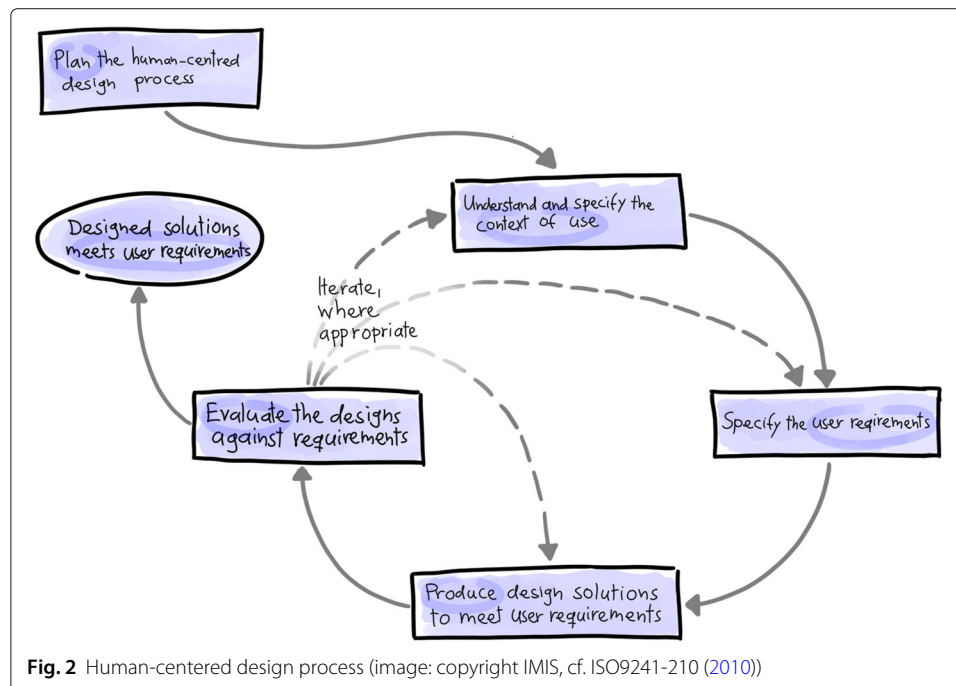 Plan the human-centred
design process
Understand and specify the
context of use
Designed solutions
meets user requirements
Iterate,
where
appropriate
Evaluate the designs
against requirements
Specify the user reqirements
Produce design solutions
to meet user requirements
Fig. 2 Human-centered design process (image: copyright IMIS, cf. ISO9241-210 (2010))